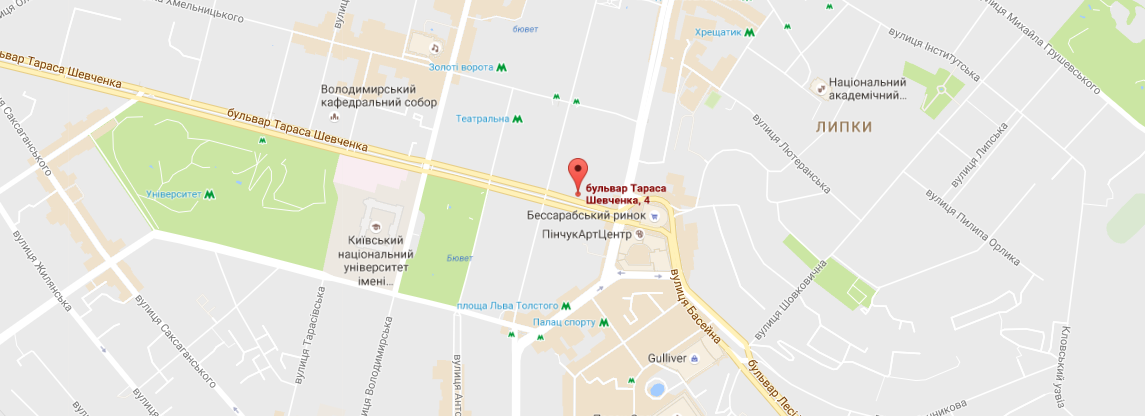 Хмельницького
вулиця
бювет
Хрещатик
вулиця Михайла Грушевського
вулиця Інститутська
Золоті ворота
бульвар Тараса Шевченка
Володимирський
кафедральний собор
Національний
академічний...
ЛИПКИ
бульвар Тараса Шевченка
Театральна
вулиця Саксаганського
вулиця Лютеранська
вулиця Липська
Університет
бульвар Тараса
Шевченка, 4
Бессарабський ринок
ПінчукАртЦентр
вулиця Пилипа Орлика
Київський
національний
університет
імені...
Бювет
вулиця Жилянська
вулиця Саксаганського
вулиця Тарасівська
вулиця Володимирська
площа Льва Толстого
Палац спорту
вулиця Басейна
вулиця Шовковична
Gulliver
бульвар Лесі
Кловський узвіз
вулиця Анто